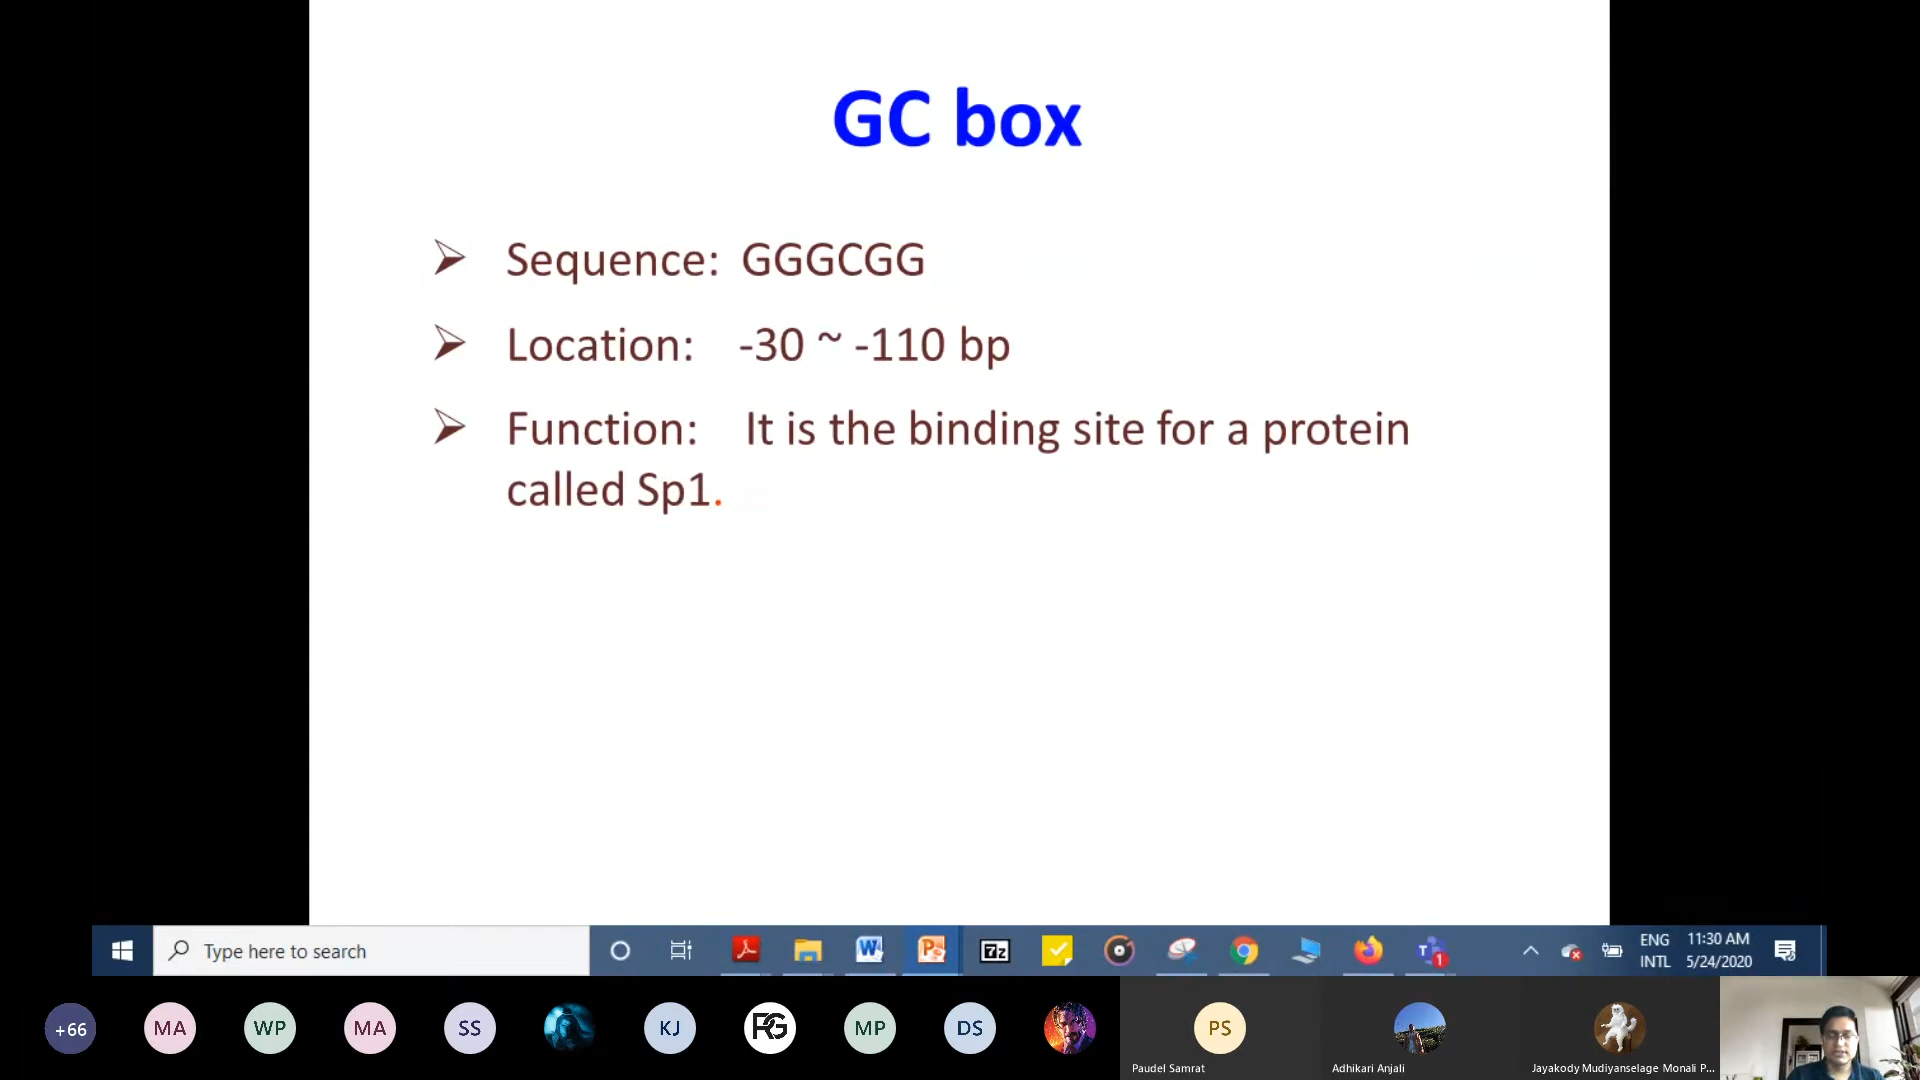 GC box
➢ Sequence: GGGCGG
➢ Location: -30 ~ -110 bp
➢ Function: It is the binding site for a protein
called Sp1.
Type here to search
ENG
INTL
11:30 AM
5/24/2020
+66
MA
WP
MA
SS
KJ
RG
MP
DS
PS
Paudel Samrat
Adhikari Anjali
Jayakody Mudiyanselage Monali P...